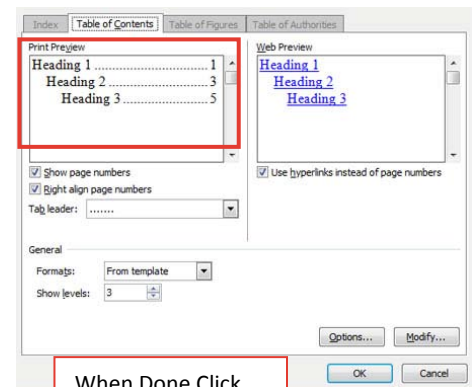 Index Table of Contents Table of Figures Table of Authorities
Print Preview
Heading 1 ........................... 1
Heading 2 ....................... 3
Heading 3 .................... 5
Web Preview
Heading 1
Heading 2
Heading 3
Show page numbers
Right align page numbers
Tab leader: .......
Use hyperlinks instead of page numbers
General
Formats: From template
Show levels: 3
Options... Modify...
OK Cancel
When Done Click